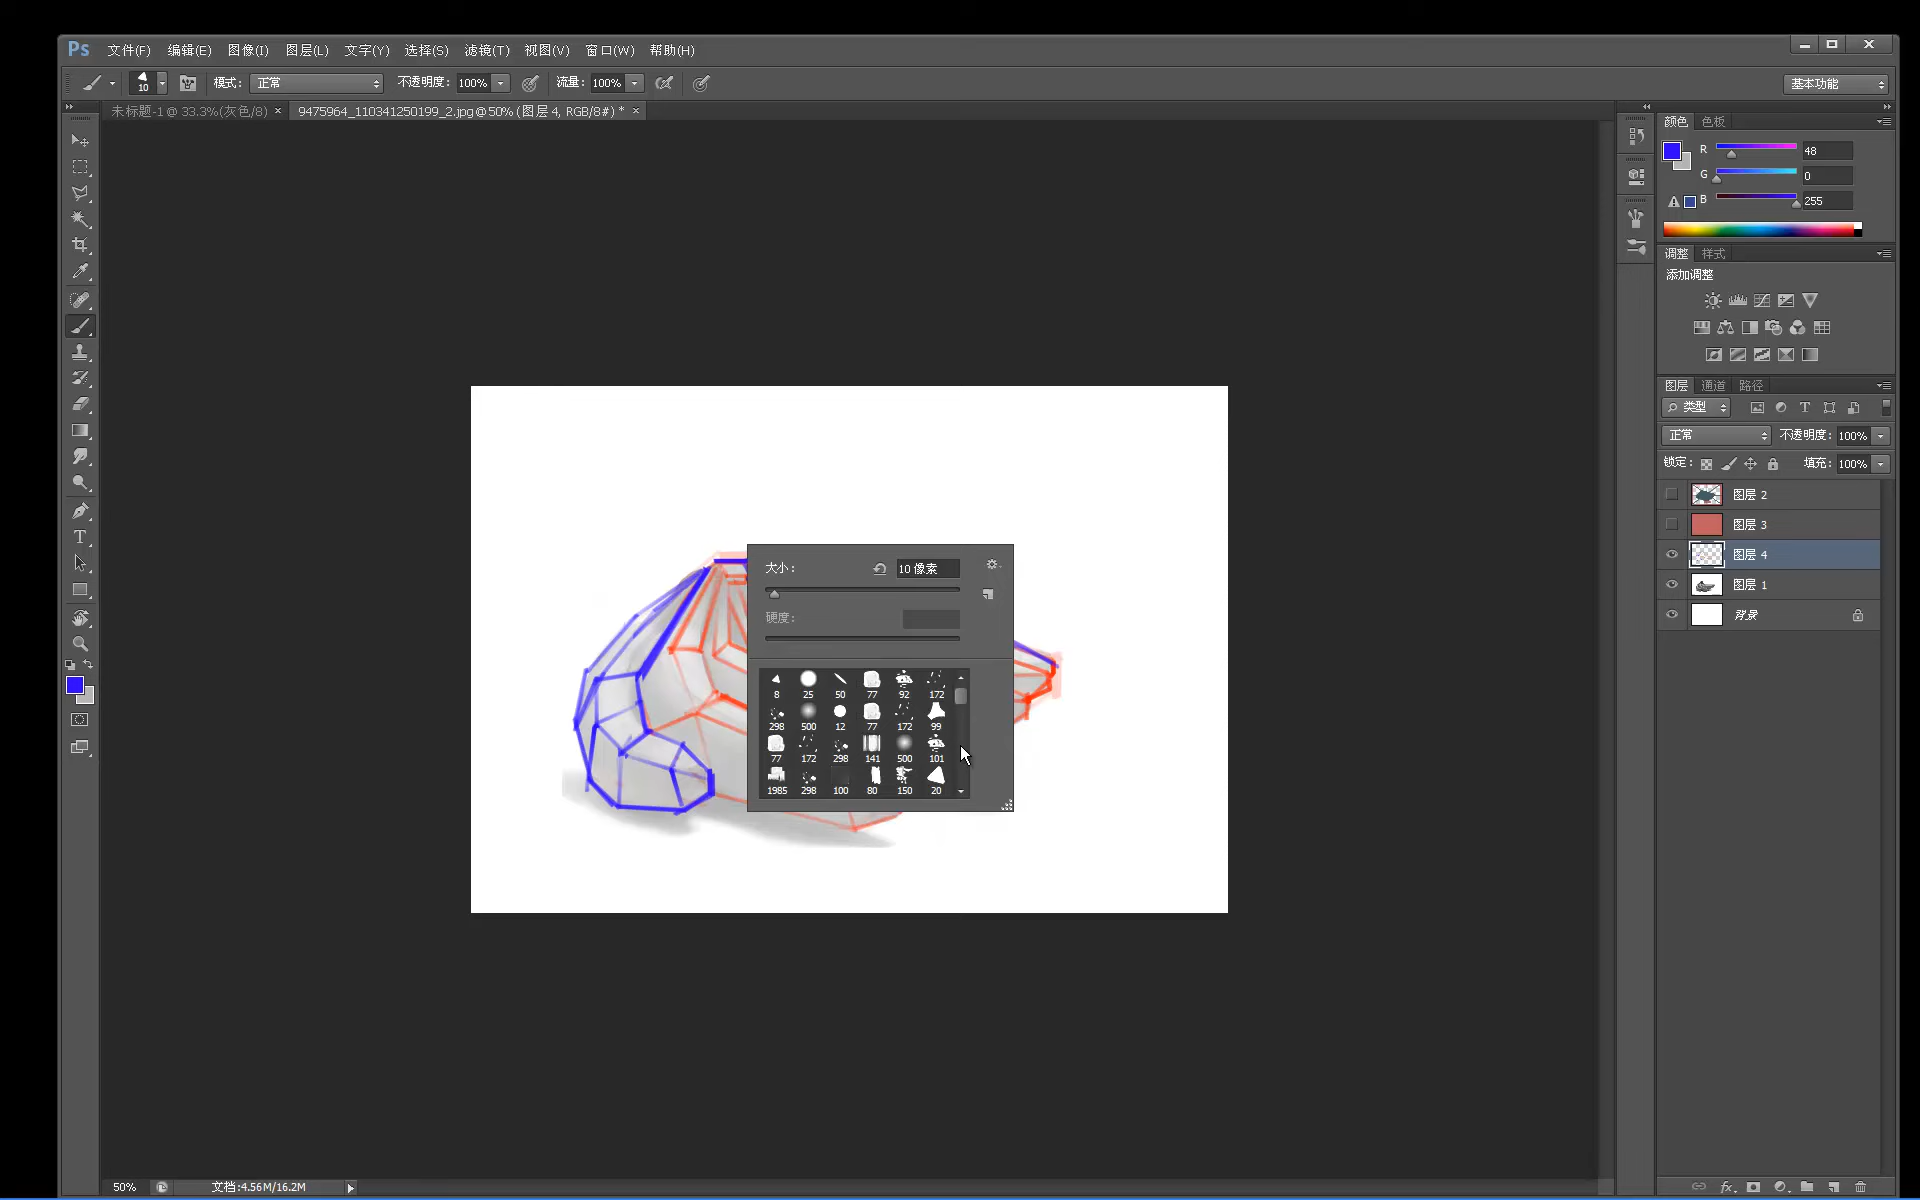 Ps 文件(F) 编辑(E) 图像(I) 图层(L) 文字(Y) 选择(S) 滤镜(T) 视图(V) 窗口(W) 帮助(H)
10 模式: 正常 不透明度: 100% 流量: 100% 基本功能
未标题-1 @ 33.3%(灰色/8) × 9475964_110341250199_2.jpg @ 50% (图层 4, RGB/8#) * ×
颜色 色板
R 48
G 0
B 255
调整 样式
添加调整
图层 通道 路径
类型
正常 不透明度: 100%
锁定: 填充: 100%
图层 2
图层 3
图层 4
图层 1
背景
大小: 10 像素
硬度:
8 25 50 77 92 172
298 500 12 77 172 99
77 172 298 141 500 101
1985 298 100 80 150 20
50% 文档:4.56M/16.2M